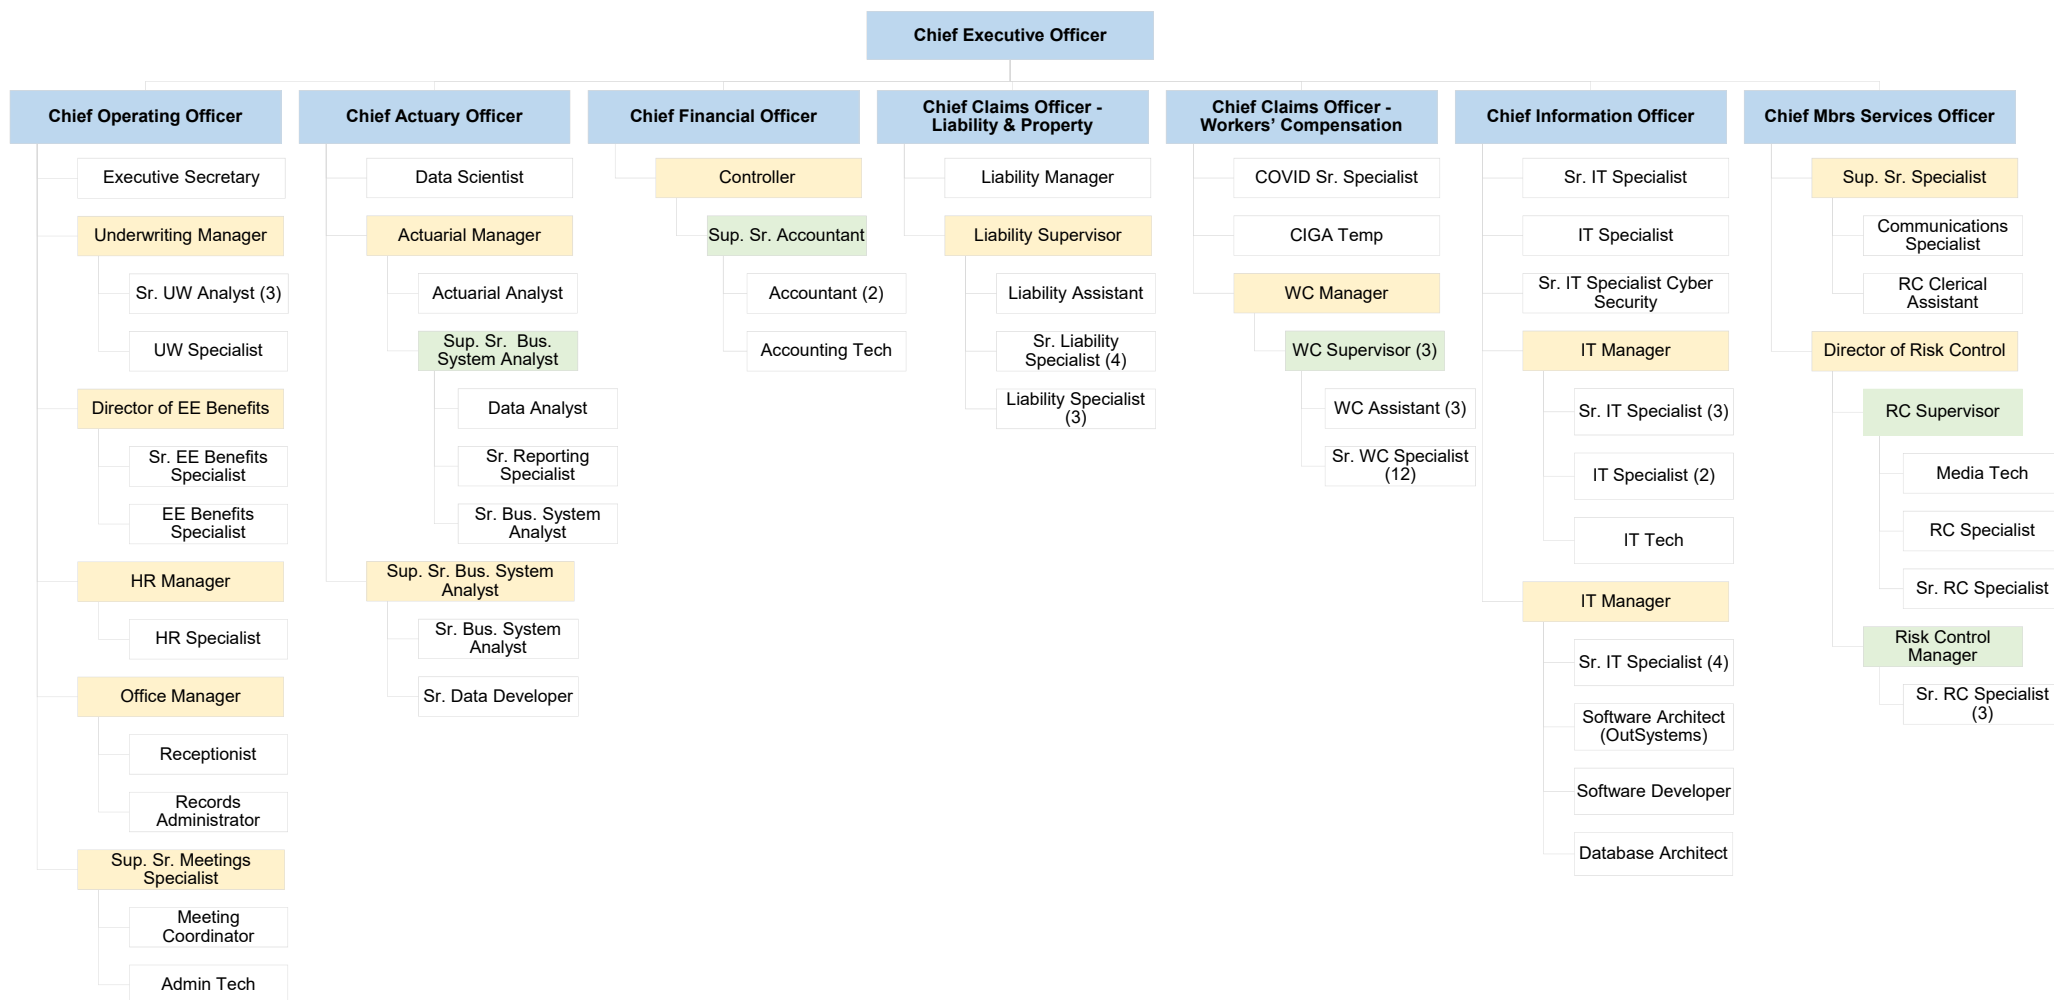 Chief Executive Officer
Chief Operating Officer
Executive Secretary
Underwriting Manager
Sr. UW Analyst (3)
UW Specialist
Director of EE Benefits
Sr. EE Benefits
Specialist
EE Benefits
Specialist
HR Manager
HR Specialist
Office Manager
Receptionist
Records
Administrator
Sup. Sr. Meetings
Specialist
Meeting
Coordinator
Admin Tech
Chief Actuary Officer
Data Scientist
Actuarial Manager
Actuarial Analyst
Sup. Sr. Bus.
System Analyst
Data Analyst
Sr. Reporting
Specialist
Sr. Bus. System
Analyst
Sup. Sr. Bus. System
Analyst
Sr. Bus. System
Analyst
Sr. Data Developer
Chief Financial Officer
Controller
Sup. Sr. Accountant
Accountant (2)
Accounting Tech
Chief Claims Officer -
Liability & Property
Liability Manager
Liability Supervisor
Liability Assistant
Sr. Liability
Specialist (4)
Liability Specialist
(3)
Chief Claims Officer -
Workers’ Compensation
COVID Sr. Specialist
CIGA Temp
WC Manager
WC Supervisor (3)
WC Assistant (3)
Sr. WC Specialist
(12)
Chief Information Officer
Sr. IT Specialist
IT Specialist
Sr. IT Specialist Cyber
Security
IT Manager
Sr. IT Specialist (3)
IT Specialist (2)
IT Tech
IT Manager
Sr. IT Specialist (4)
Software Architect
(OutSystems)
Software Developer
Database Architect
Chief Mbrs Services Officer
Sup. Sr. Specialist
Communications
Specialist
RC Clerical
Assistant
Director of Risk Control
RC Supervisor
Media Tech
RC Specialist
Sr. RC Specialist
Risk Control
Manager
Sr. RC Specialist
(3)